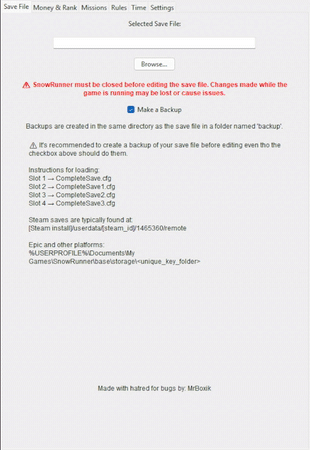 Save File Money & Rank Missions Rules Time Settings
Selected Save File:
Browse...
⚠ SnowRunner must be closed before editing the save file. Changes made while the
game is running may be lost or cause issues.
Make a Backup
Backups are created in the same directory as the save file in a folder named 'backup'.
⚠ It's recommended to create a backup of your save file before editing even tho the
checkbox above should do them.
Instructions for loading:
Slot 1 → CompleteSave.cfg
Slot 2 → CompleteSave1.cfg
Slot 3 → CompleteSave2.cfg
Slot 4 → CompleteSave3.cfg
Steam saves are typically found at:
[Steam install]/userdata/[steam_id]/1465360/remote
Epic and other platforms:
%USERPROFILE%\Documents\My
Games\SnowRunner\base\storage\<unique_key_folder>
Made with hatred for bugs by: MrBoxik